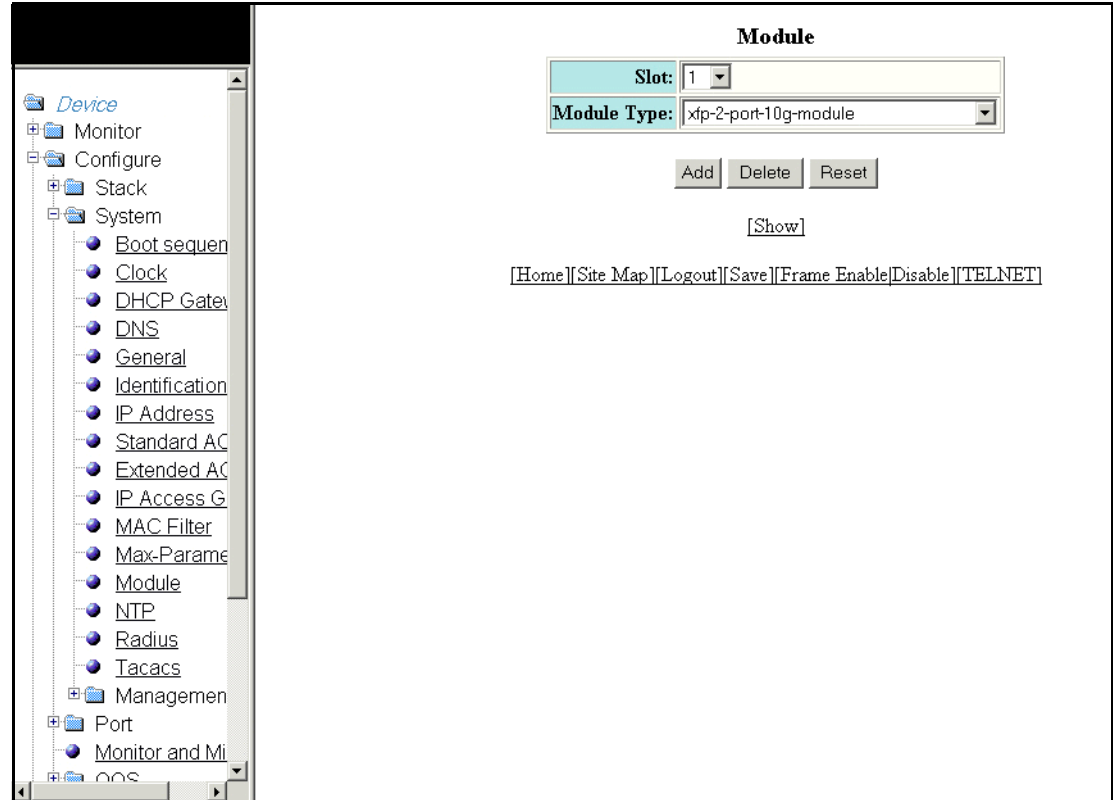 Device
Monitor
Configure
Stack
System
Boot sequen
Clock
DHCP Gate
DNS
General
Identification
IP Address
Standard AC
Extended AC
IP Access G
MAC Filter
Max-Parame
Module
NTP
Radius
Tacacs
Managemen
Port
Monitor and Mi
QOS
Module
Slot: 1
Module Type: xfp-2-port-10g-module
Add Delete Reset
[Show]
[Home][Site Map][Logout][Save][Frame Enable|Disable][TELNET]